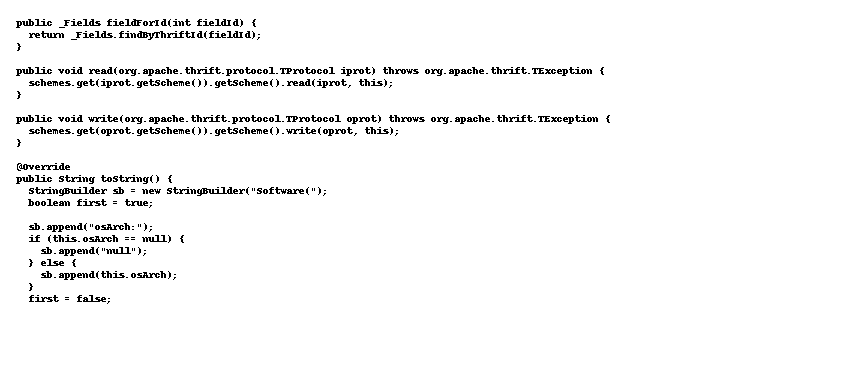 public _Fields fieldForId(int fieldId) {
  return _Fields.findByThriftId(fieldId);
}

public void read(org.apache.thrift.protocol.TProtocol iprot) throws org.apache.thrift.TException {
  schemes.get(iprot.getScheme()).getScheme().read(iprot, this);
}

public void write(org.apache.thrift.protocol.TProtocol oprot) throws org.apache.thrift.TException {
  schemes.get(oprot.getScheme()).getScheme().write(oprot, this);
}

@Override
public String toString() {
  StringBuilder sb = new StringBuilder("Software(");
  boolean first = true;

  sb.append("osArch:");
  if (this.osArch == null) {
    sb.append("null");
  } else {
    sb.append(this.osArch);
  }
  first = false;